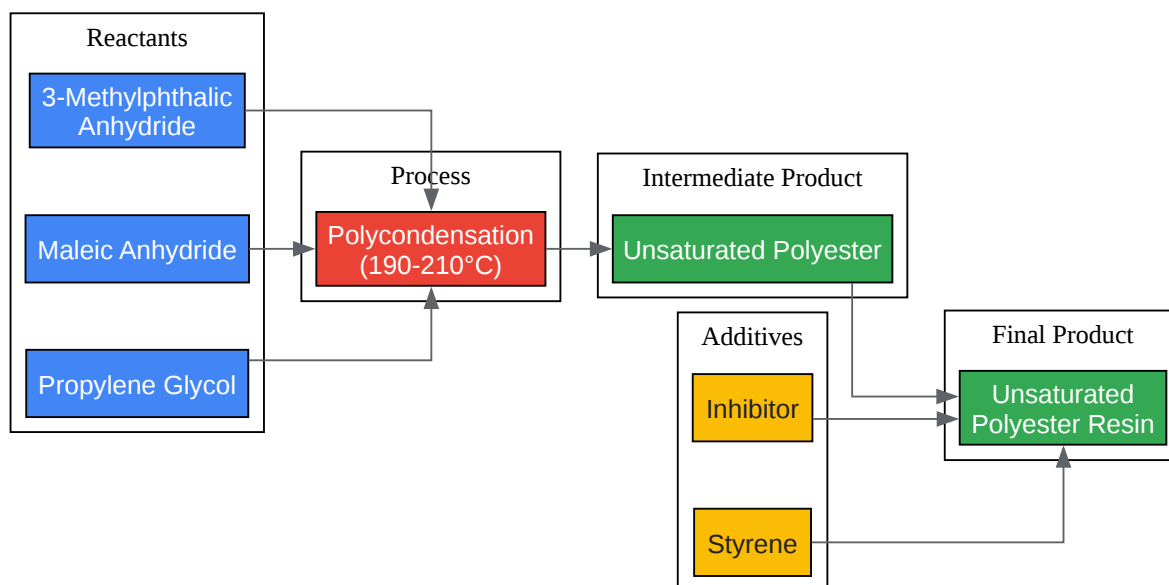 Reactants
3-Methylphthalic
Anhydride
Maleic Anhydride
Propylene Glycol
Process
Polycondensation
(190-210°C)
Intermediate Product
Unsaturated Polyester
Additives
Inhibitor
Styrene
Final Product
Unsaturated
Polyester Resin